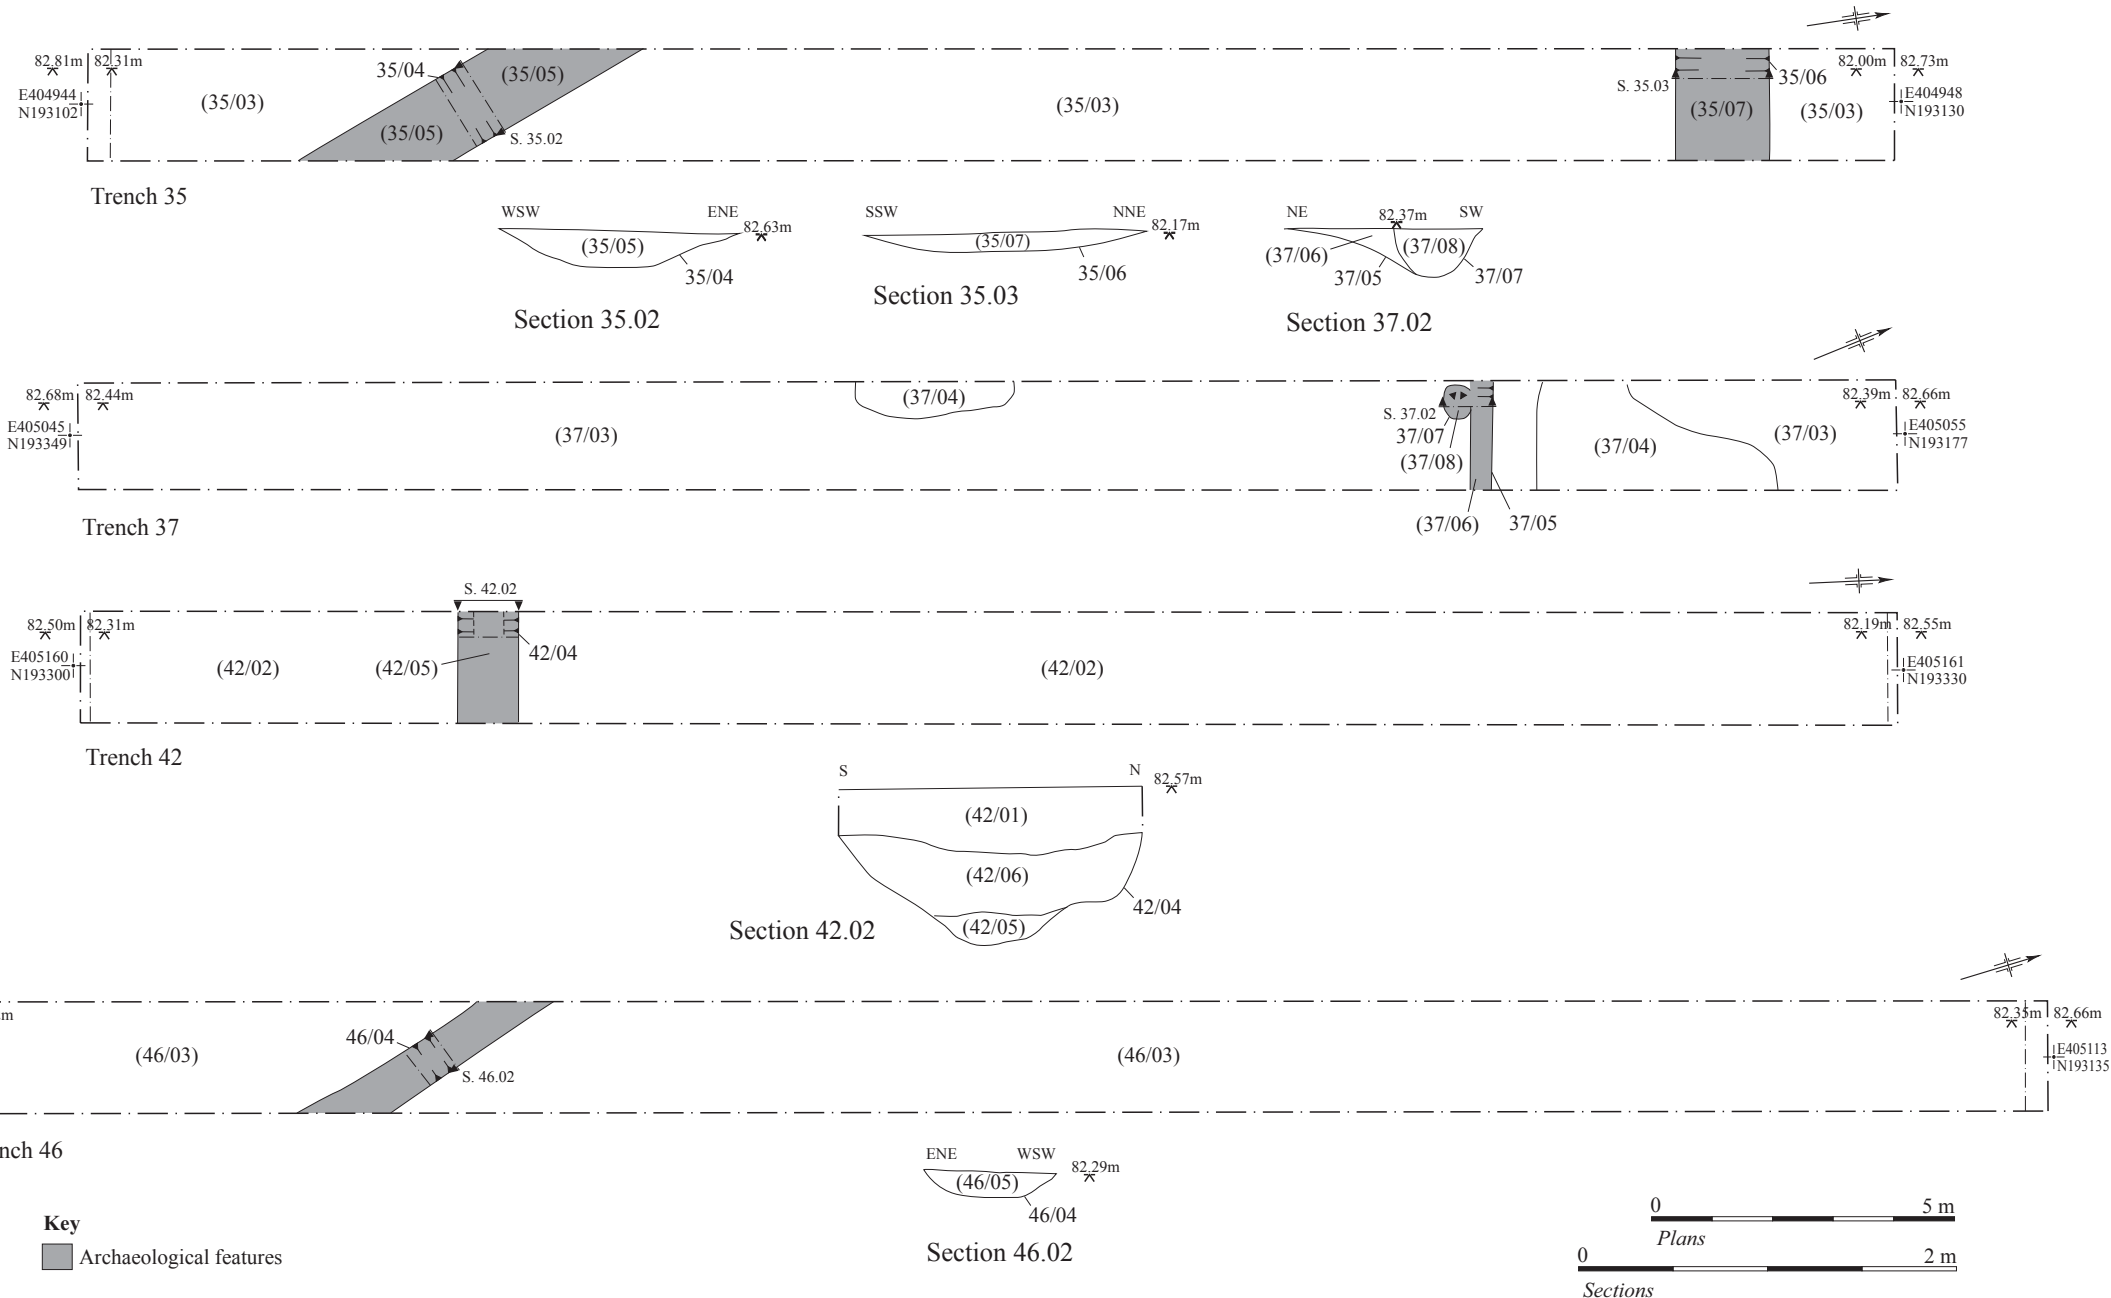 82.81m 82.31m
E404944
N193102
(35/03)
35/04
(35/05)
(35/05)
S. 35.02
(35/03)
S. 35.03
(35/07)
35/06
82.00m 82.73m
(35/03)
E404948
N193130
Trench 35
WSW ENE
82.63m
(35/05)
35/04
Section 35.02
SSW NNE
82.17m
(35/07)
35/06
Section 35.03
NE SW
82.37m
(37/06)
(37/08)
37/05
37/07
Section 37.02
82.68m 82.44m
E405045
N193349
(37/03)
(37/04)
S. 37.02
37/07
(37/08)
(37/06)
37/05
(37/04)
(37/03)
82.39m 82.66m
E405055
N193177
Trench 37
S. 42.02
82.50m 82.31m
E405160
N193300
(42/02)
(42/05)
42/04
(42/02)
82.19m 82.55m
E405161
N193330
Trench 42
S N
82.57m
(42/01)
(42/06)
(42/05)
42/04
Section 42.02
m
(46/03)
46/04
S. 46.02
(46/03)
82.35m 82.66m
E405113
N193135
nch 46
ENE WSW
82.29m
(46/05)
46/04
Section 46.02
Key
Archaeological features
0 5 m
Plans
0 2 m
Sections